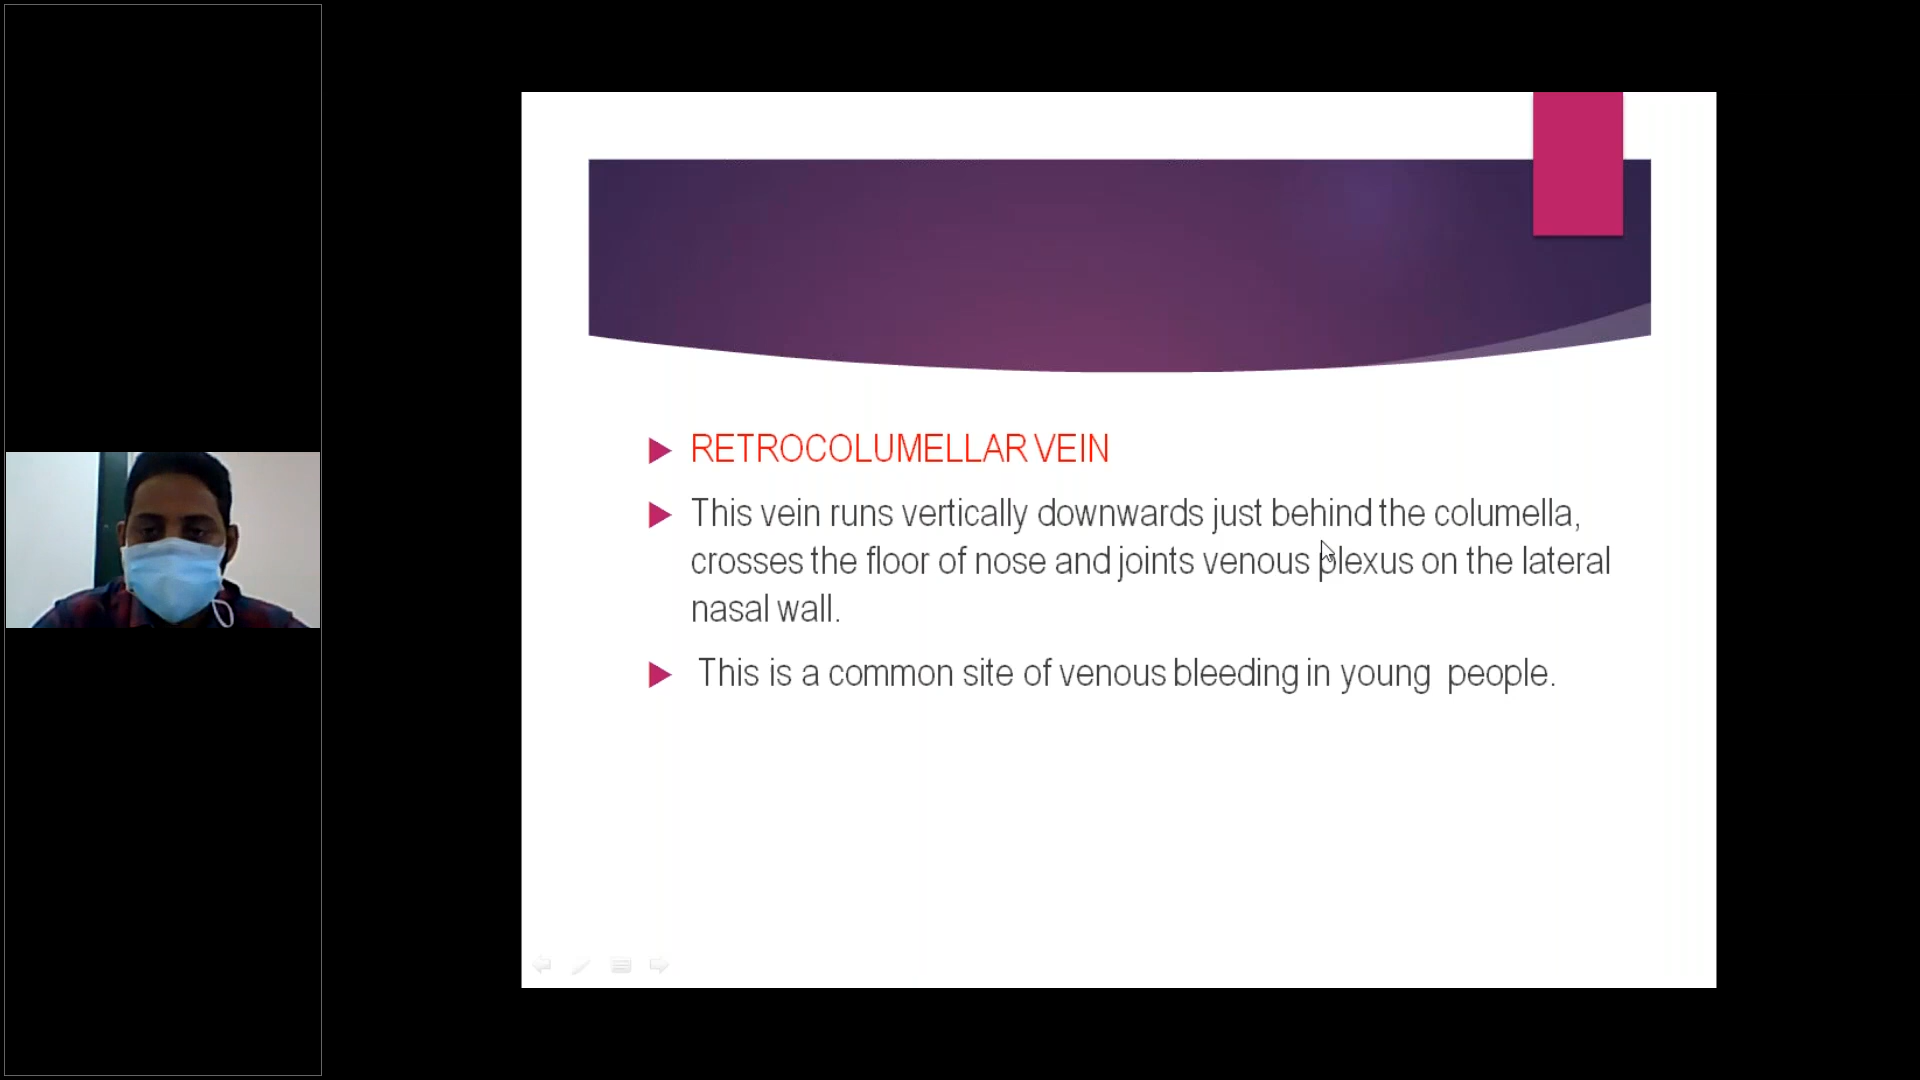 RETROCOLUMELLAR VEIN
This vein runs vertically downwards just behind the columella,
crosses the floor of nose and joints venous plexus on the lateral
nasal wall.
This is a common site of venous bleeding in young people.